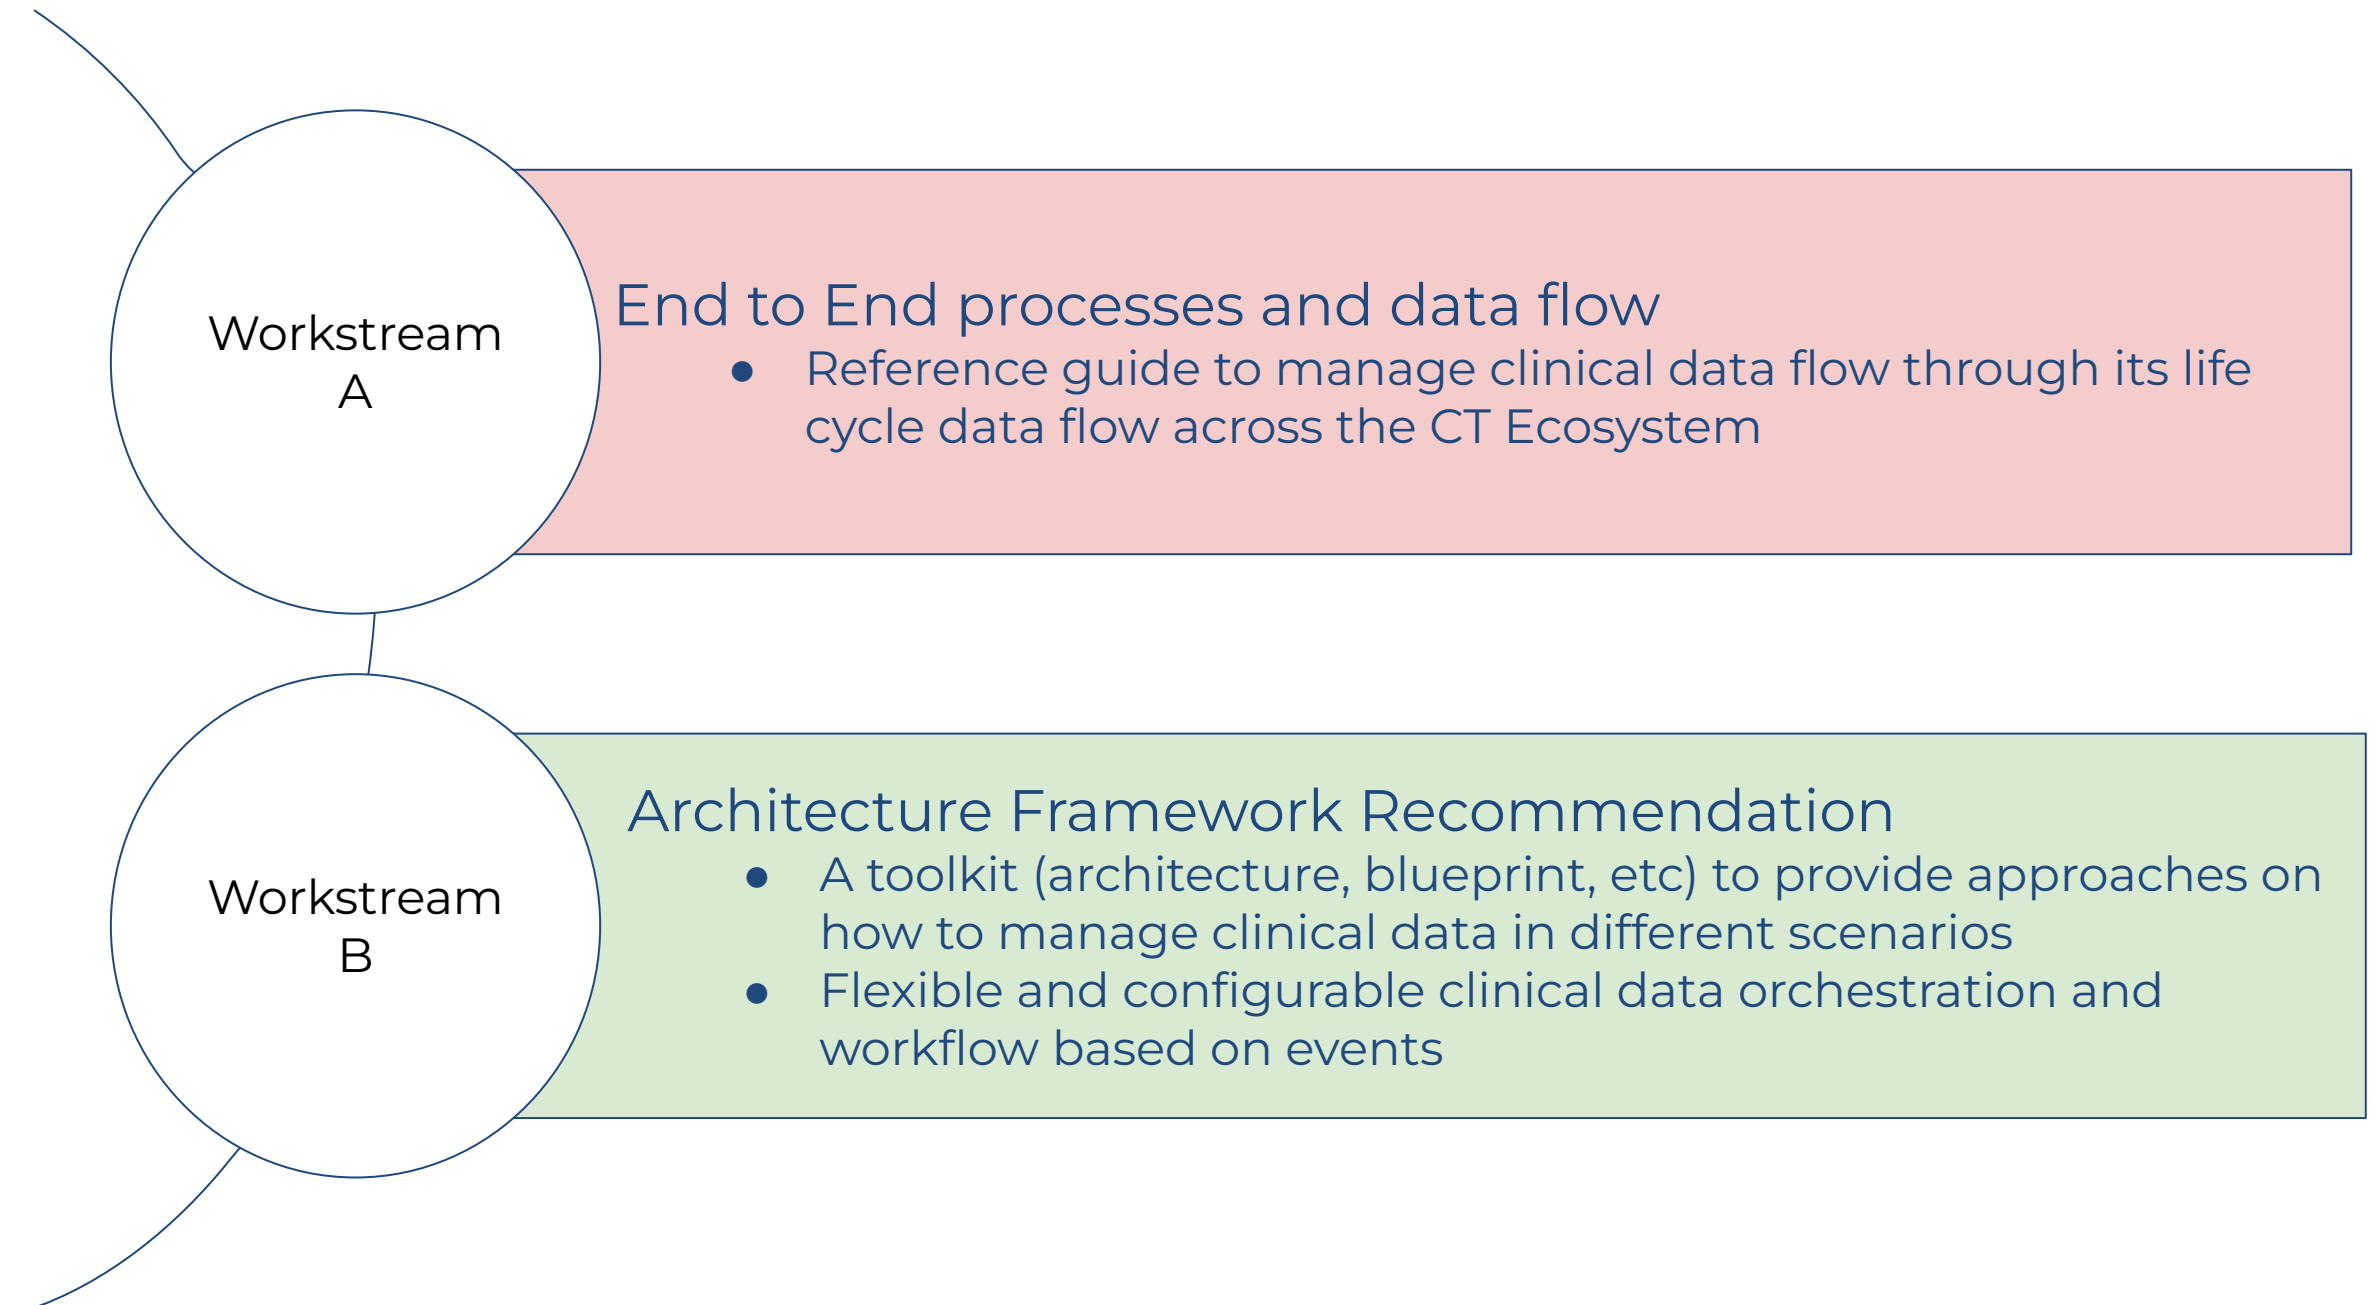 Workstream
A
End to End processes and data flow
● Reference guide to manage clinical data flow through its life
cycle data flow across the CT Ecosystem
Workstream
B
Architecture Framework Recommendation
● A toolkit (architecture, blueprint, etc) to provide approaches on
how to manage clinical data in different scenarios
● Flexible and configurable clinical data orchestration and
workflow based on events